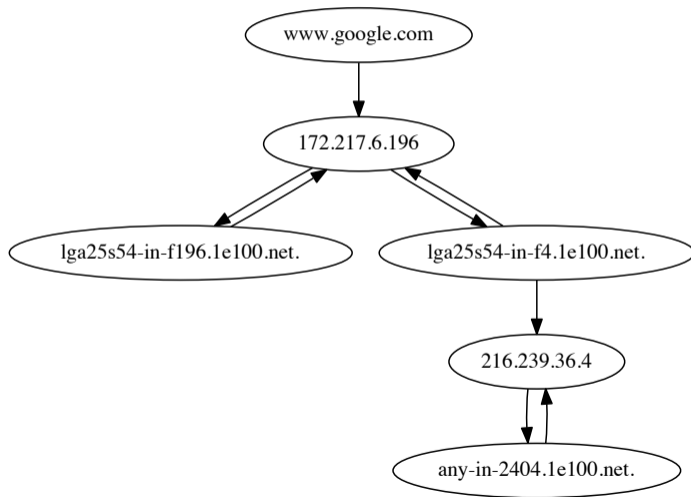 www.google.com
172.217.6.196
lga25s54-in-f196.1e100.net.
lga25s54-in-f4.1e100.net.
216.239.36.4
any-in-2404.1e100.net.